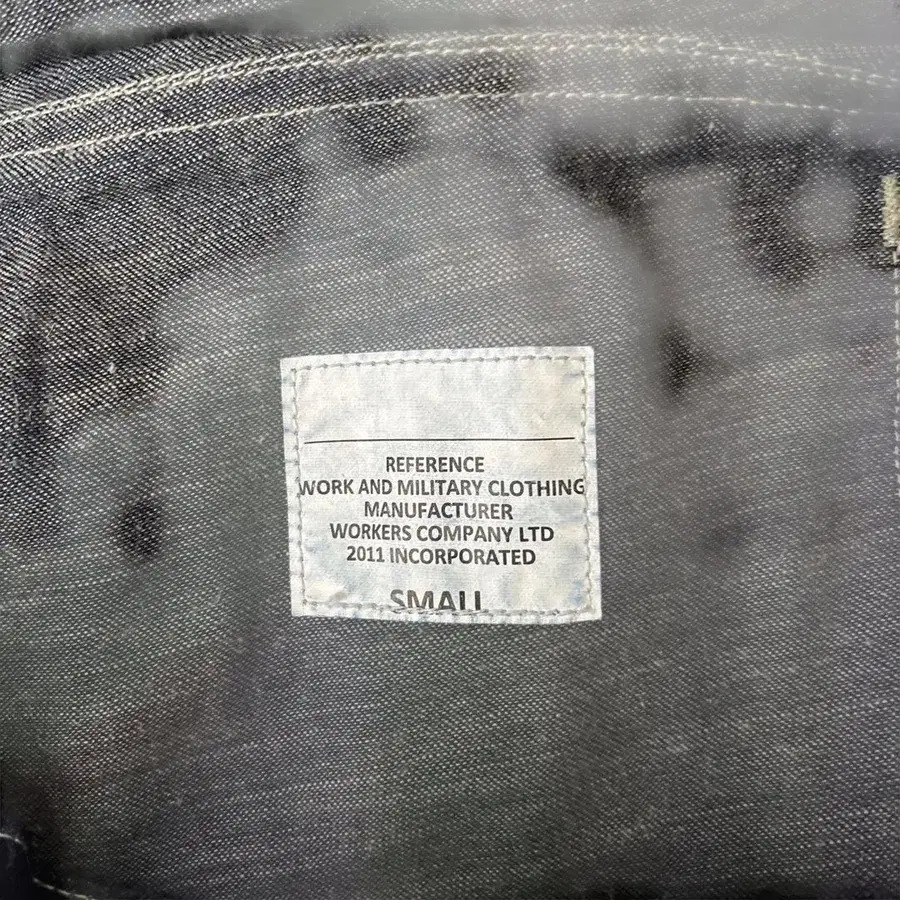 REFERENCE
WORK AND MILITARY CLOTHING
MANUFACTURER
WORKERS COMPANY LTD
2011 INCORPORATED
SMALL